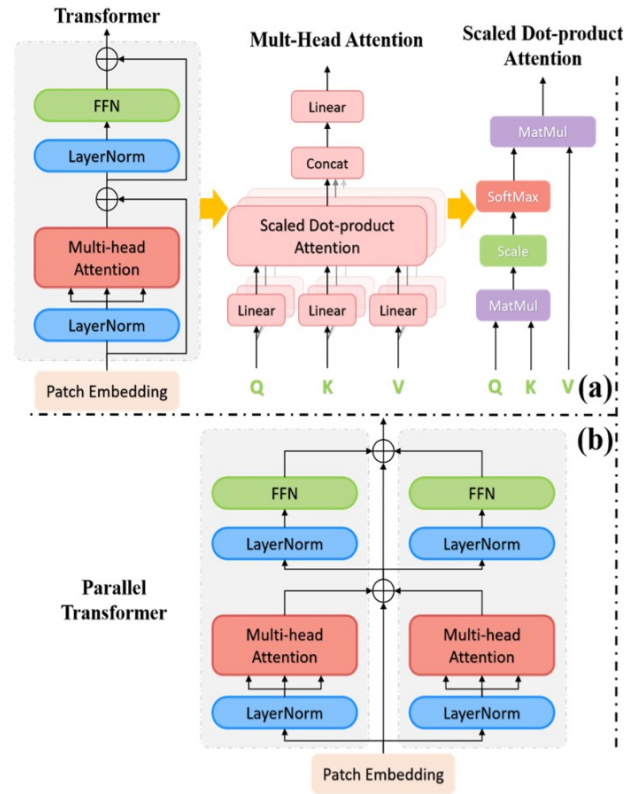 Transformer
FFN
LayerNorm
Multi-head
Attention
LayerNorm
Patch Embedding
Mult-Head Attention
Linear
Concat
Scaled Dot-product
Attention
Linear
Linear
Linear
Q
K
V
Scaled Dot-product
Attention
MatMul
SoftMax
Scale
MatMul
Q
K
V
(a)
(b)
Parallel
Transformer
FFN
FFN
LayerNorm
LayerNorm
Multi-head
Attention
Multi-head
Attention
LayerNorm
LayerNorm
Patch Embedding